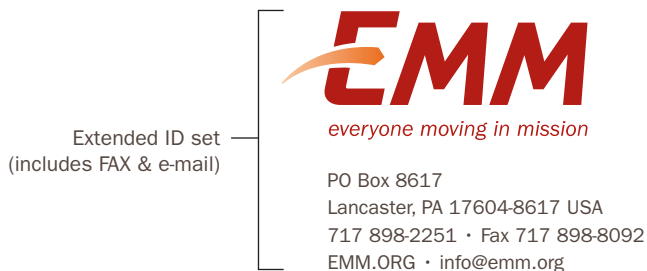 EMM
everyone moving in mission
Extended ID set
(includes FAX & e-mail)
PO Box 8617
Lancaster, PA 17604-8617 USA
717 898-2251 • Fax 717 898-8092
EMM.ORG • info@emm.org